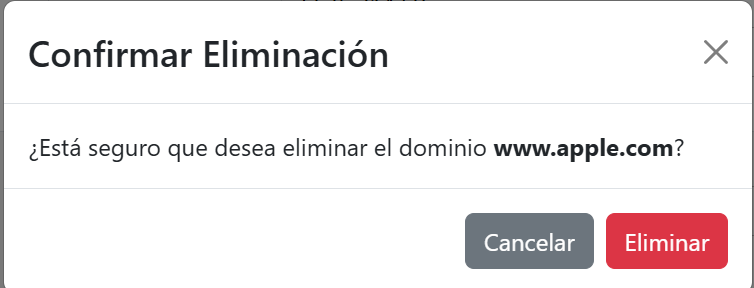 Confirmar Eliminación
¿Está seguro que desea eliminar el dominio www.apple.com?
Cancelar
Eliminar